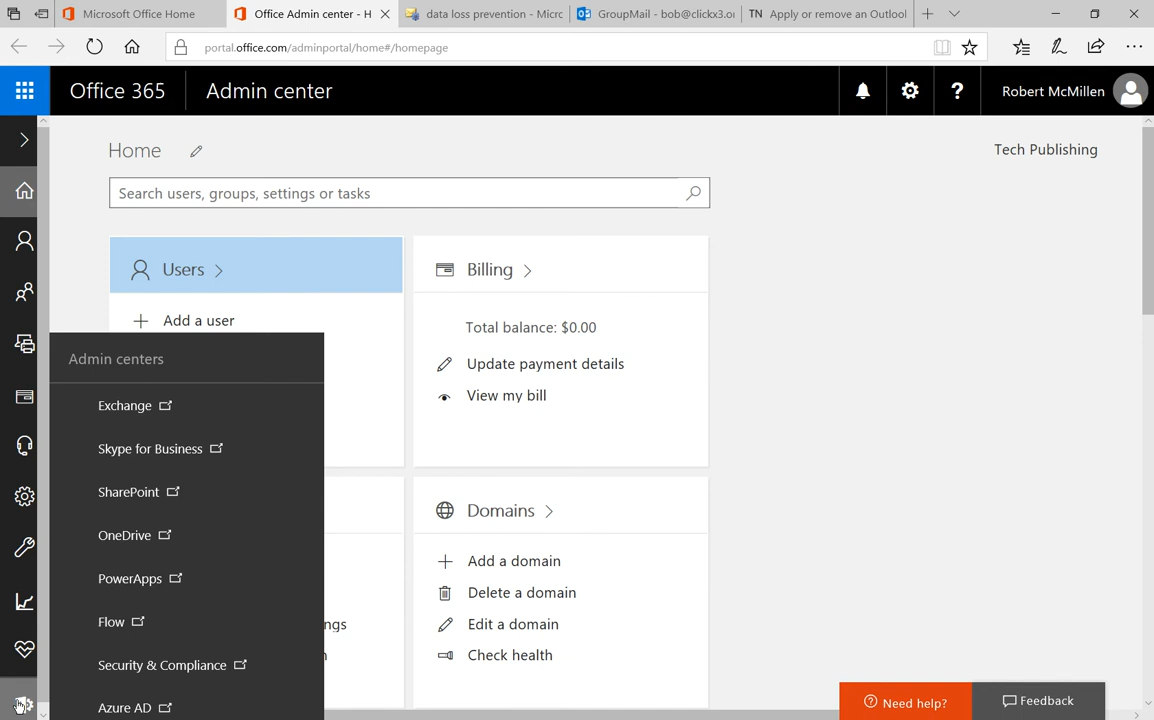 Microsoft Office Home
Office Admin center - H
data loss prevention - Micro
GroupMail - bob@clickx3.or
TN Apply or remove an Outlool
portal.office.com/adminportal/home#/homepage
Office 365
Admin center
?
Robert McMillen
Home
Tech Publishing
Search users, groups, settings or tasks
Users
Billing
Add a user
Total balance: $0.00
Update payment details
View my bill
Admin centers
Exchange
Skype for Business
SharePoint
OneDrive
PowerApps
Flow
Security & Compliance
Azure AD
ngs
Domains
Add a domain
Delete a domain
Edit a domain
Check health
Need help?
Feedback